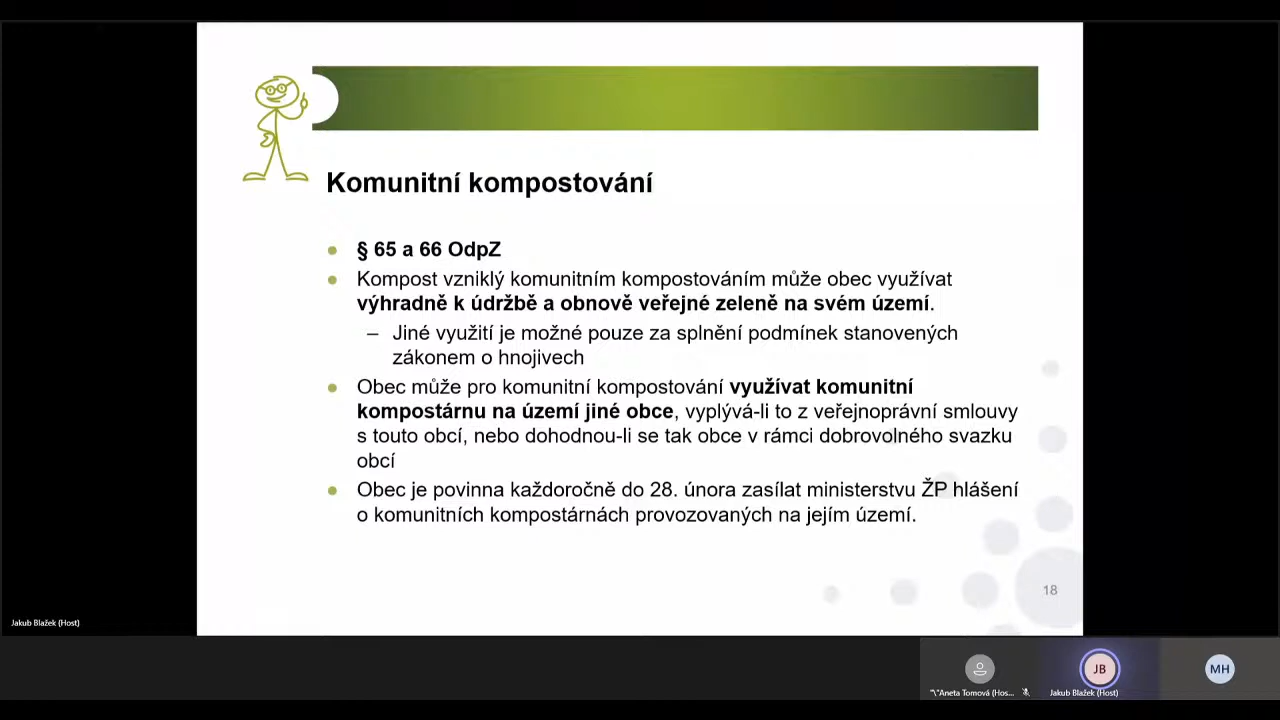 Komunitní kompostování
§ 65 a 66 OdpZ
Kompost vzniklý komunitním kompostováním může obec využívat
výhradně k údržbě a obnově veřejné zeleně na svém území.
– Jiné využití je možné pouze za splnění podmínek stanovených
zákonem o hnojivech
Obec může pro komunitní kompostování využívat komunitní
kompostárnu na území jiné obce, vyplývá-li to z veřejnoprávní smlouvy
s touto obcí, nebo dohodnou-li se tak obce v rámci dobrovolného svazku
obcí
Obec je povinna každoročně do 28. února zasílat ministerstvu ŽP hlášení
o komunitních kompostárnách provozovaných na jejím území.
18
Jakub Blažek (Host)
"\"Aneta Tomová (Hos...
JB
Jakub Blažek (Host)
MH